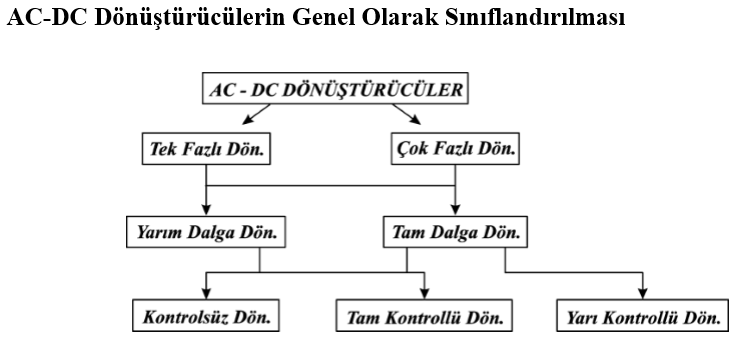 AC-DC Dönüştürücülerin Genel Olarak Sınıflandırılması
AC - DC DÖNÜŞTÜRÜCÜLER
Tek Fazlı Dön.
Çok Fazlı Dön.
Yarım Dalga Dön.
Tam Dalga Dön.
Kontrolsüz Dön.
Tam Kontrollü Dön.
Yarı Kontrollü Dön.